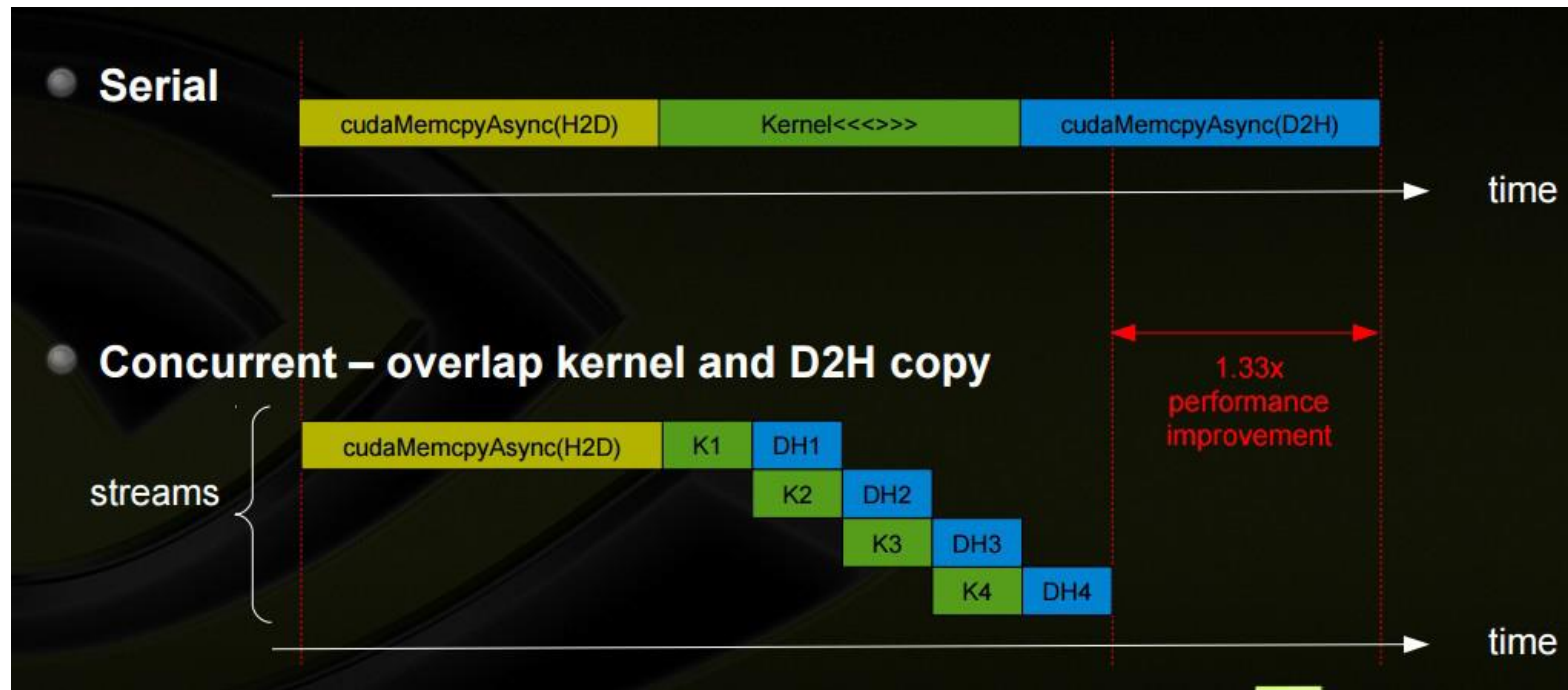 Serial
cudaMemcpyAsync(H2D) Kernel<<<>>> cudaMemcpyAsync(D2H)
time
Concurrent – overlap kernel and D2H copy
1.33x
performance
improvement
streams
cudaMemcpyAsync(H2D) K1 DH1
K2 DH2
K3 DH3
K4 DH4
time